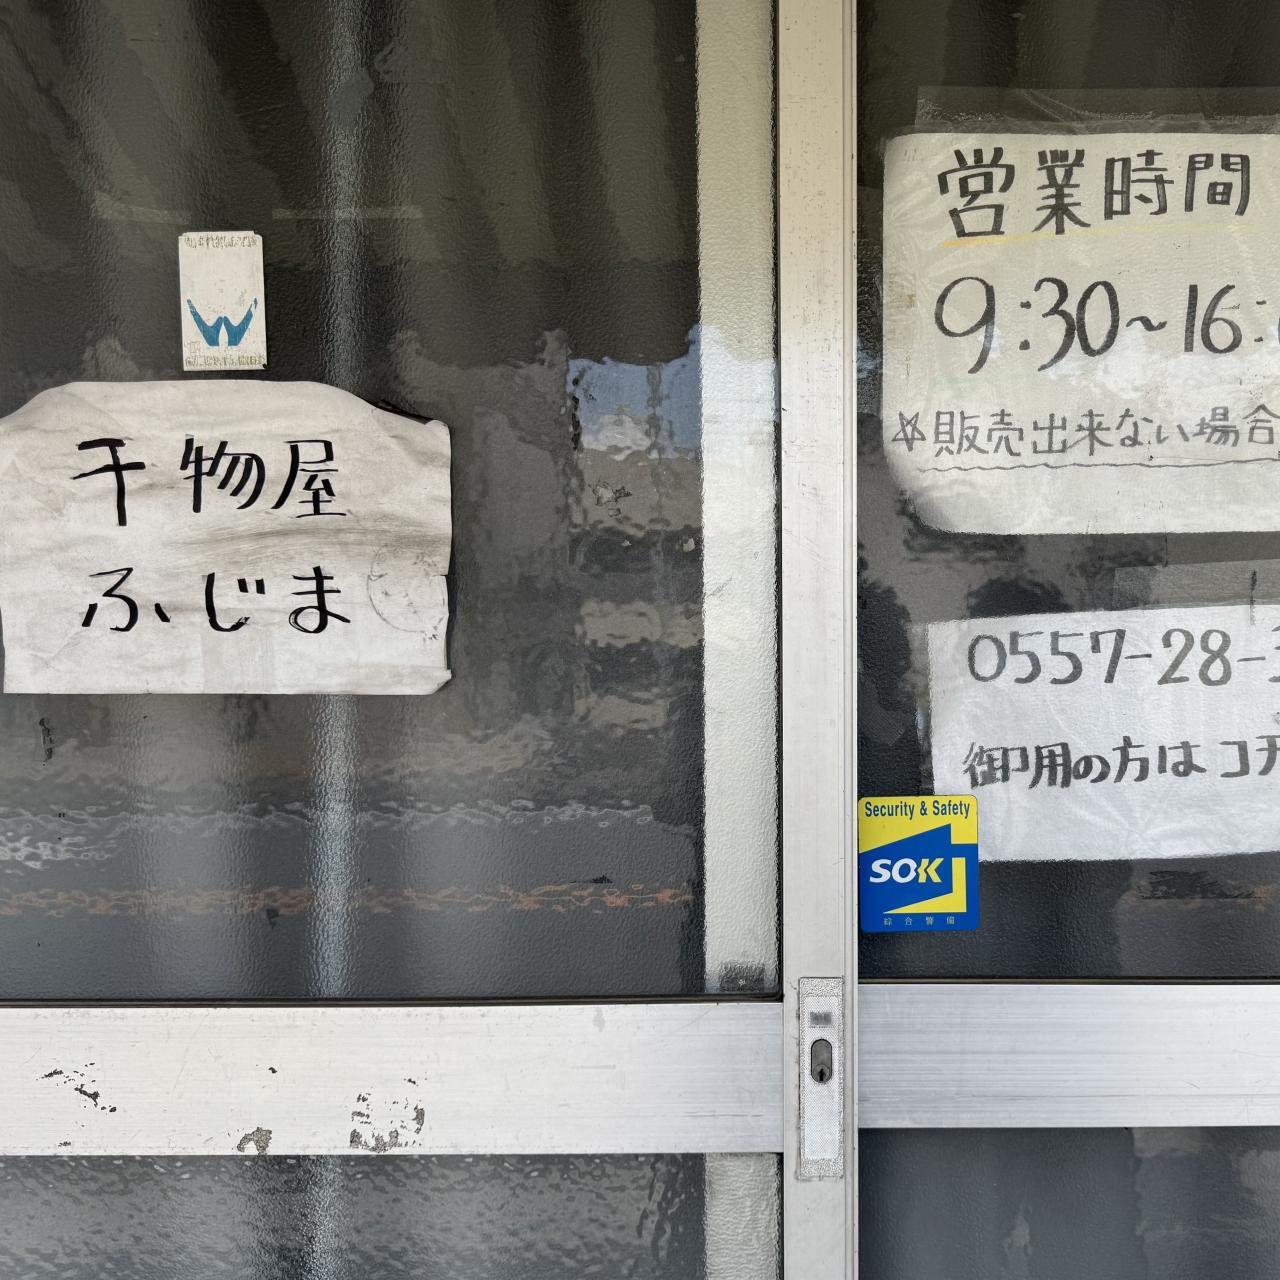 干物屋
ふじま
営業時間
9:30~16:
☆販売出来ない場合
0557-28-
御用の方はコチ
Security & Safety
SOK
綜合警備